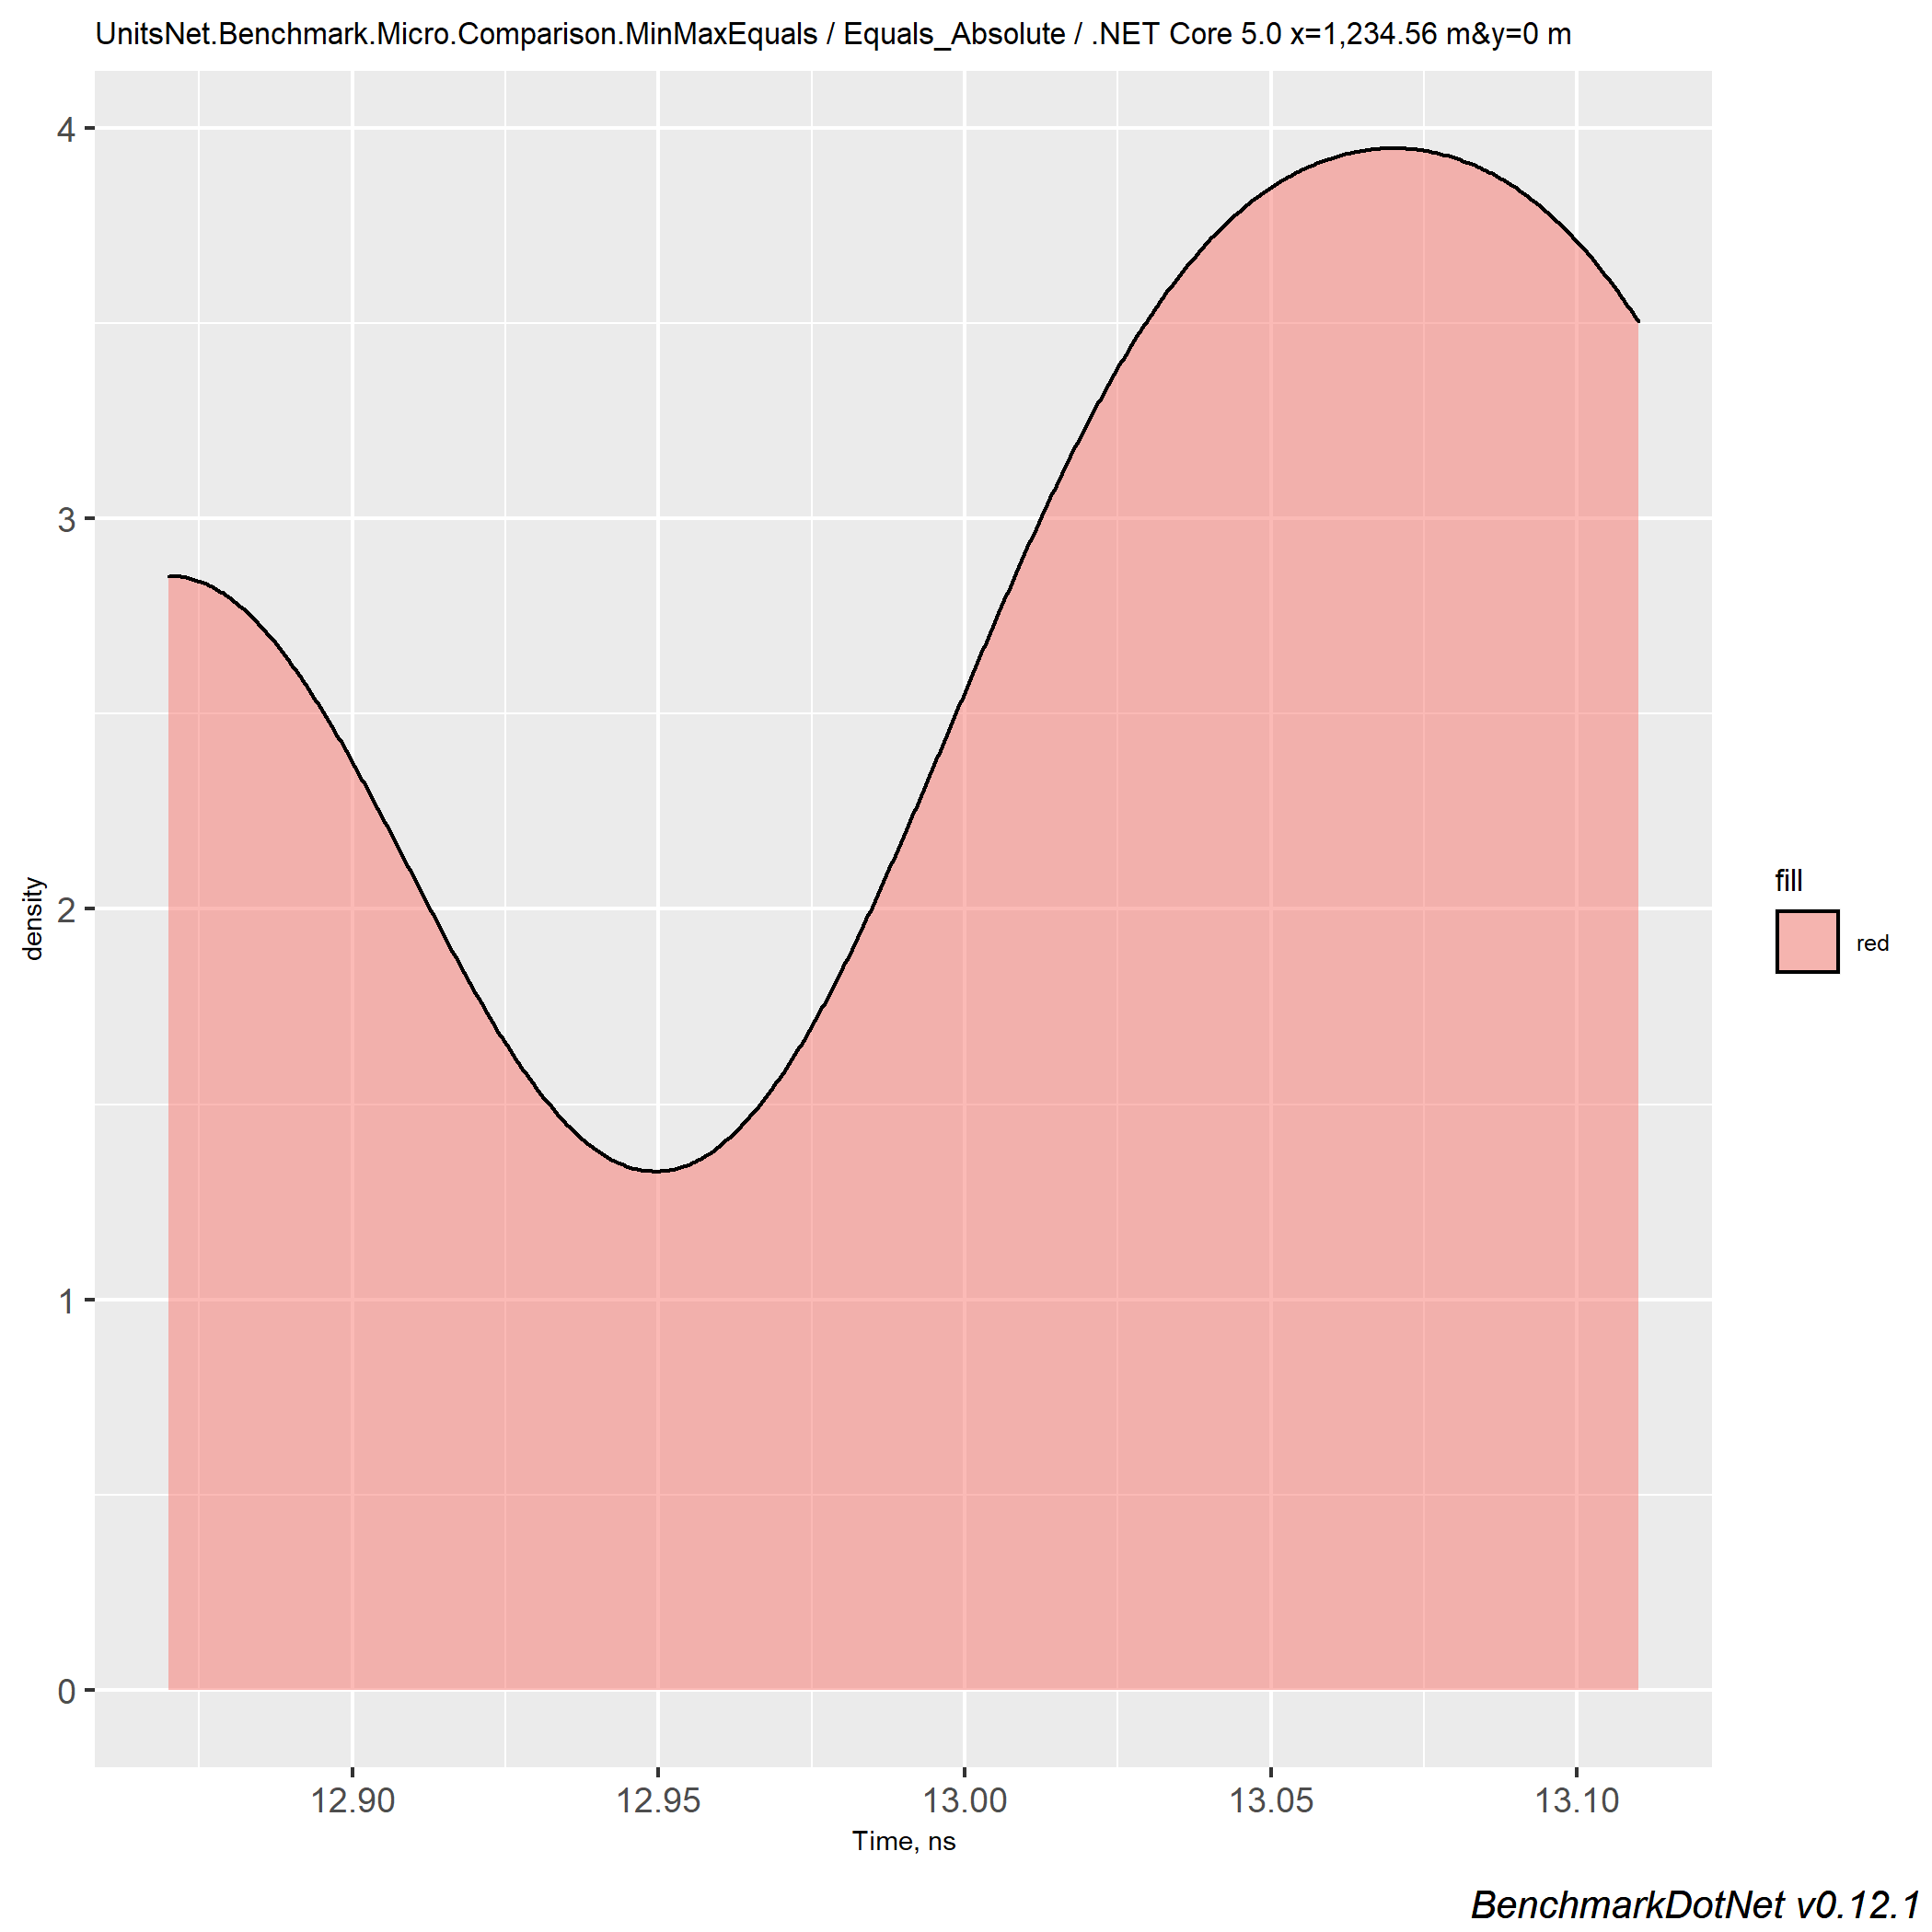 UnitsNet.Benchmark.Micro.Comparison.MinMaxEquals / Equals_Absolute / .NET Core 5.0 x=1,234.56 m&y=0 m
4
3
2
1
0
density
12.90 12.95 13.00 13.05 13.10
Time, ns
fill
red
BenchmarkDotNet v0.12.1